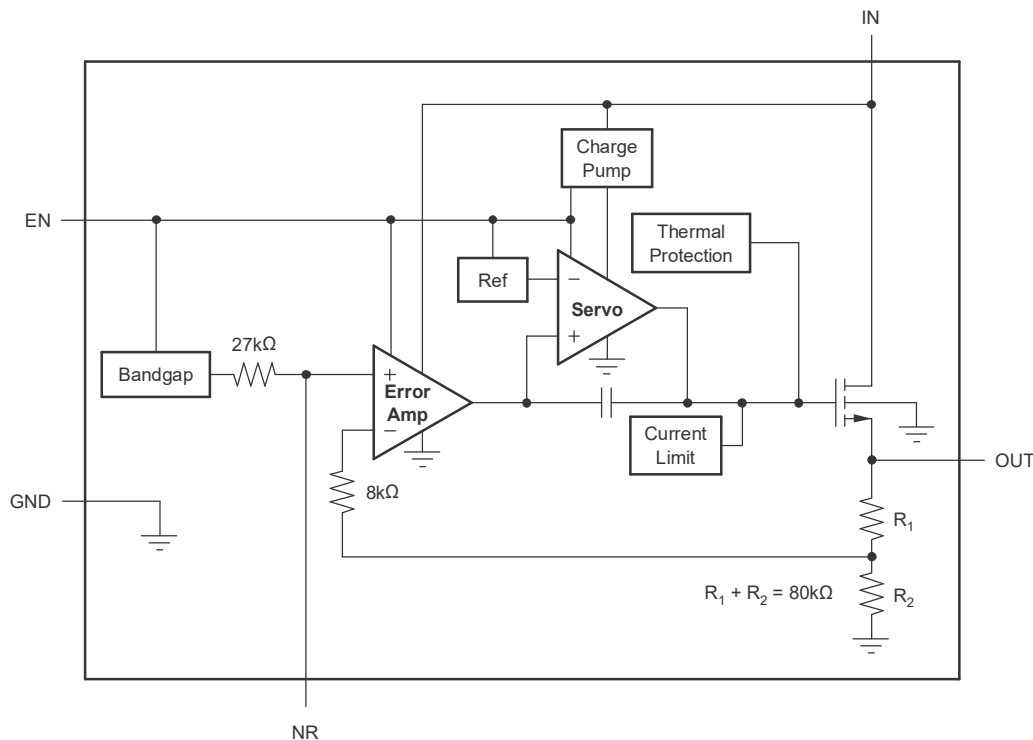 IN
Charge
Pump
EN
Thermal
Protection
Ref
−
Servo
+
27kΩ
Bandgap
+
Error
Amp
−
Current
Limit
OUT
8kΩ
GND
R1
R1 + R2 = 80kΩ
R2
NR